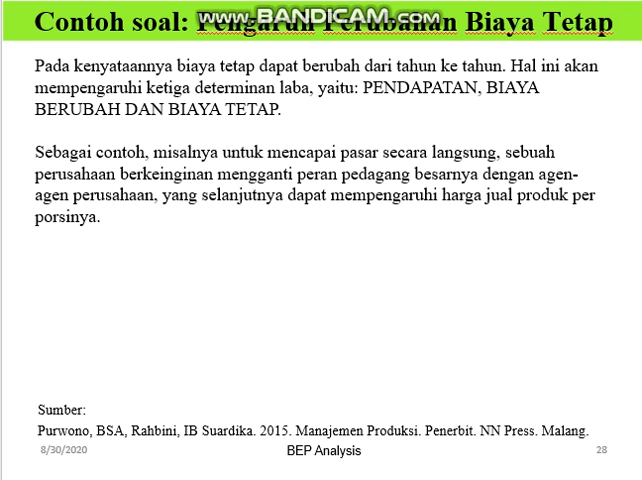 www.BANDICAM.com
Contoh soal: Pengaruh Perubahan Biaya Tetap
Pada kenyataannya biaya tetap dapat berubah dari tahun ke tahun. Hal ini akan
mempengaruhi ketiga determinan laba, yaitu: PENDAPATAN, BIAYA
BERUBAH DAN BIAYA TETAP.
Sebagai contoh, misalnya untuk mencapai pasar secara langsung, sebuah
perusahaan berkeinginan mengganti peran pedagang besarnya dengan agen-
agen perusahaan, yang selanjutnya dapat mempengaruhi harga jual produk per
porsinya.
Sumber:
Purwono, BSA, Rahbini, IB Suardika. 2015. Manajemen Produksi. Penerbit. NN Press. Malang.
8/30/2020
BEP Analysis
28